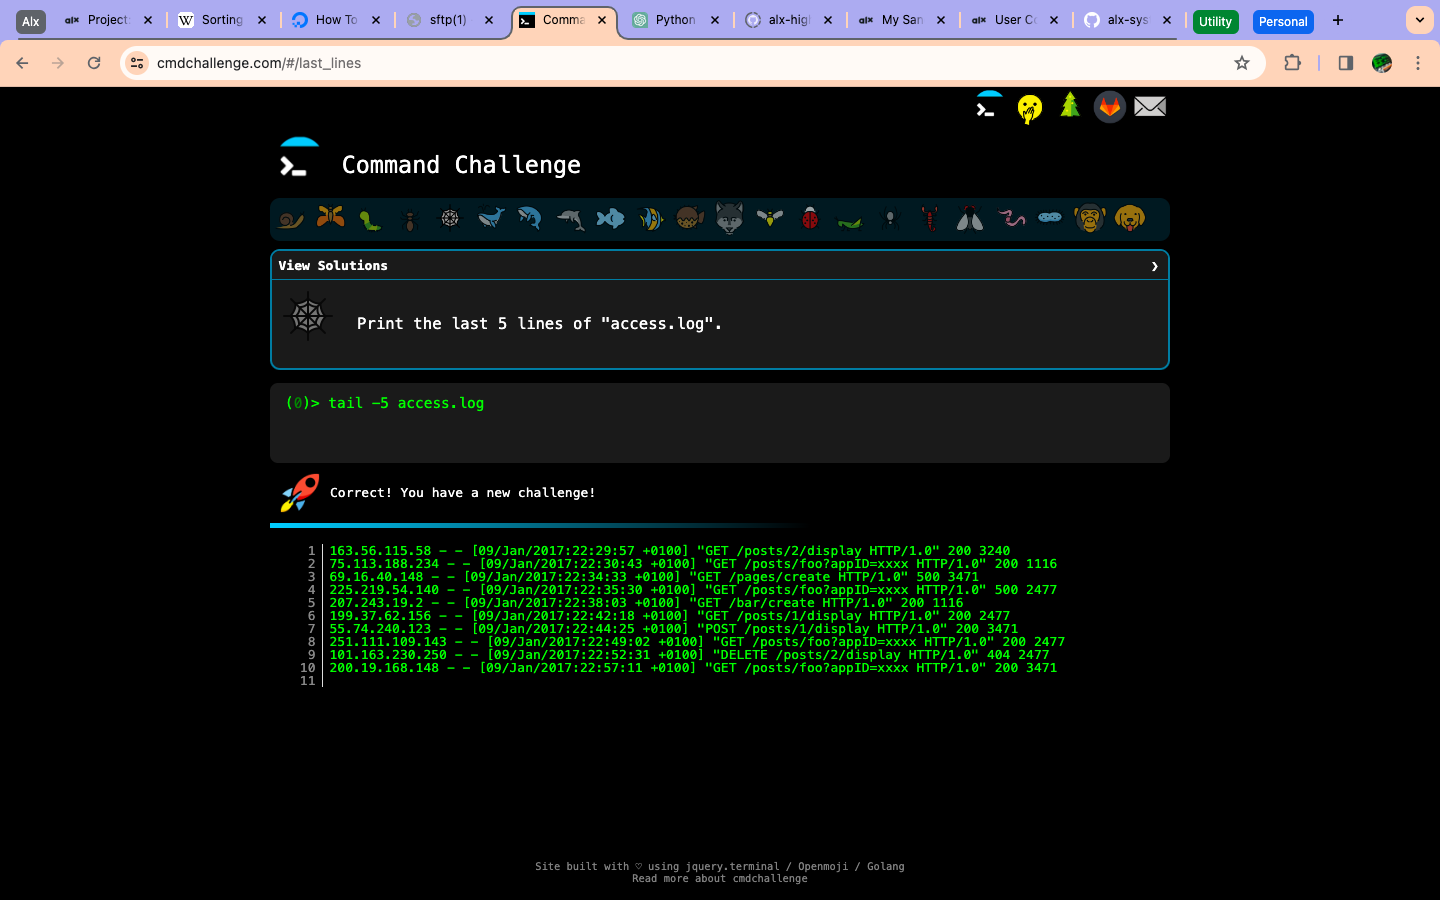 Alx
Project:
Sorting
How To
sftp(1)
Comma
Python
alx-higl
My San
User Co
alx-sys
Utility
Personal
cmdchallenge.com/#/last_lines
Command Challenge
View Solutions
Print the last 5 lines of "access.log".
(0)> tail -5 access.log
Correct! You have a new challenge!
1 163.56.115.58 - - [09/Jan/2017:22:29:57 +0100] "GET /posts/2/display HTTP/1.0" 200 3240
2 75.113.188.234 - - [09/Jan/2017:22:30:43 +0100] "GET /posts/foo?appID=xxxx HTTP/1.0" 200 1116
3 69.16.40.148 - - [09/Jan/2017:22:34:33 +0100] "GET /pages/create HTTP/1.0" 500 3471
4 225.219.54.140 - - [09/Jan/2017:22:35:30 +0100] "GET /posts/foo?appID=xxxx HTTP/1.0" 500 2477
5 207.243.19.2 - - [09/Jan/2017:22:38:03 +0100] "GET /bar/create HTTP/1.0" 200 1116
6 199.37.62.156 - - [09/Jan/2017:22:42:18 +0100] "GET /posts/1/display HTTP/1.0" 200 2477
7 55.74.240.123 - - [09/Jan/2017:22:44:25 +0100] "POST /posts/1/display HTTP/1.0" 200 3471
8 251.111.109.143 - - [09/Jan/2017:22:49:02 +0100] "GET /posts/foo?appID=xxxx HTTP/1.0" 200 2477
9 101.163.230.250 - - [09/Jan/2017:22:52:31 +0100] "DELETE /posts/2/display HTTP/1.0" 404 2477
10 200.19.168.148 - - [09/Jan/2017:22:57:11 +0100] "GET /posts/foo?appID=xxxx HTTP/1.0" 200 3471
11
Site built with ♡ using jquery.terminal / Openmoji / Golang
Read more about cmdchallenge